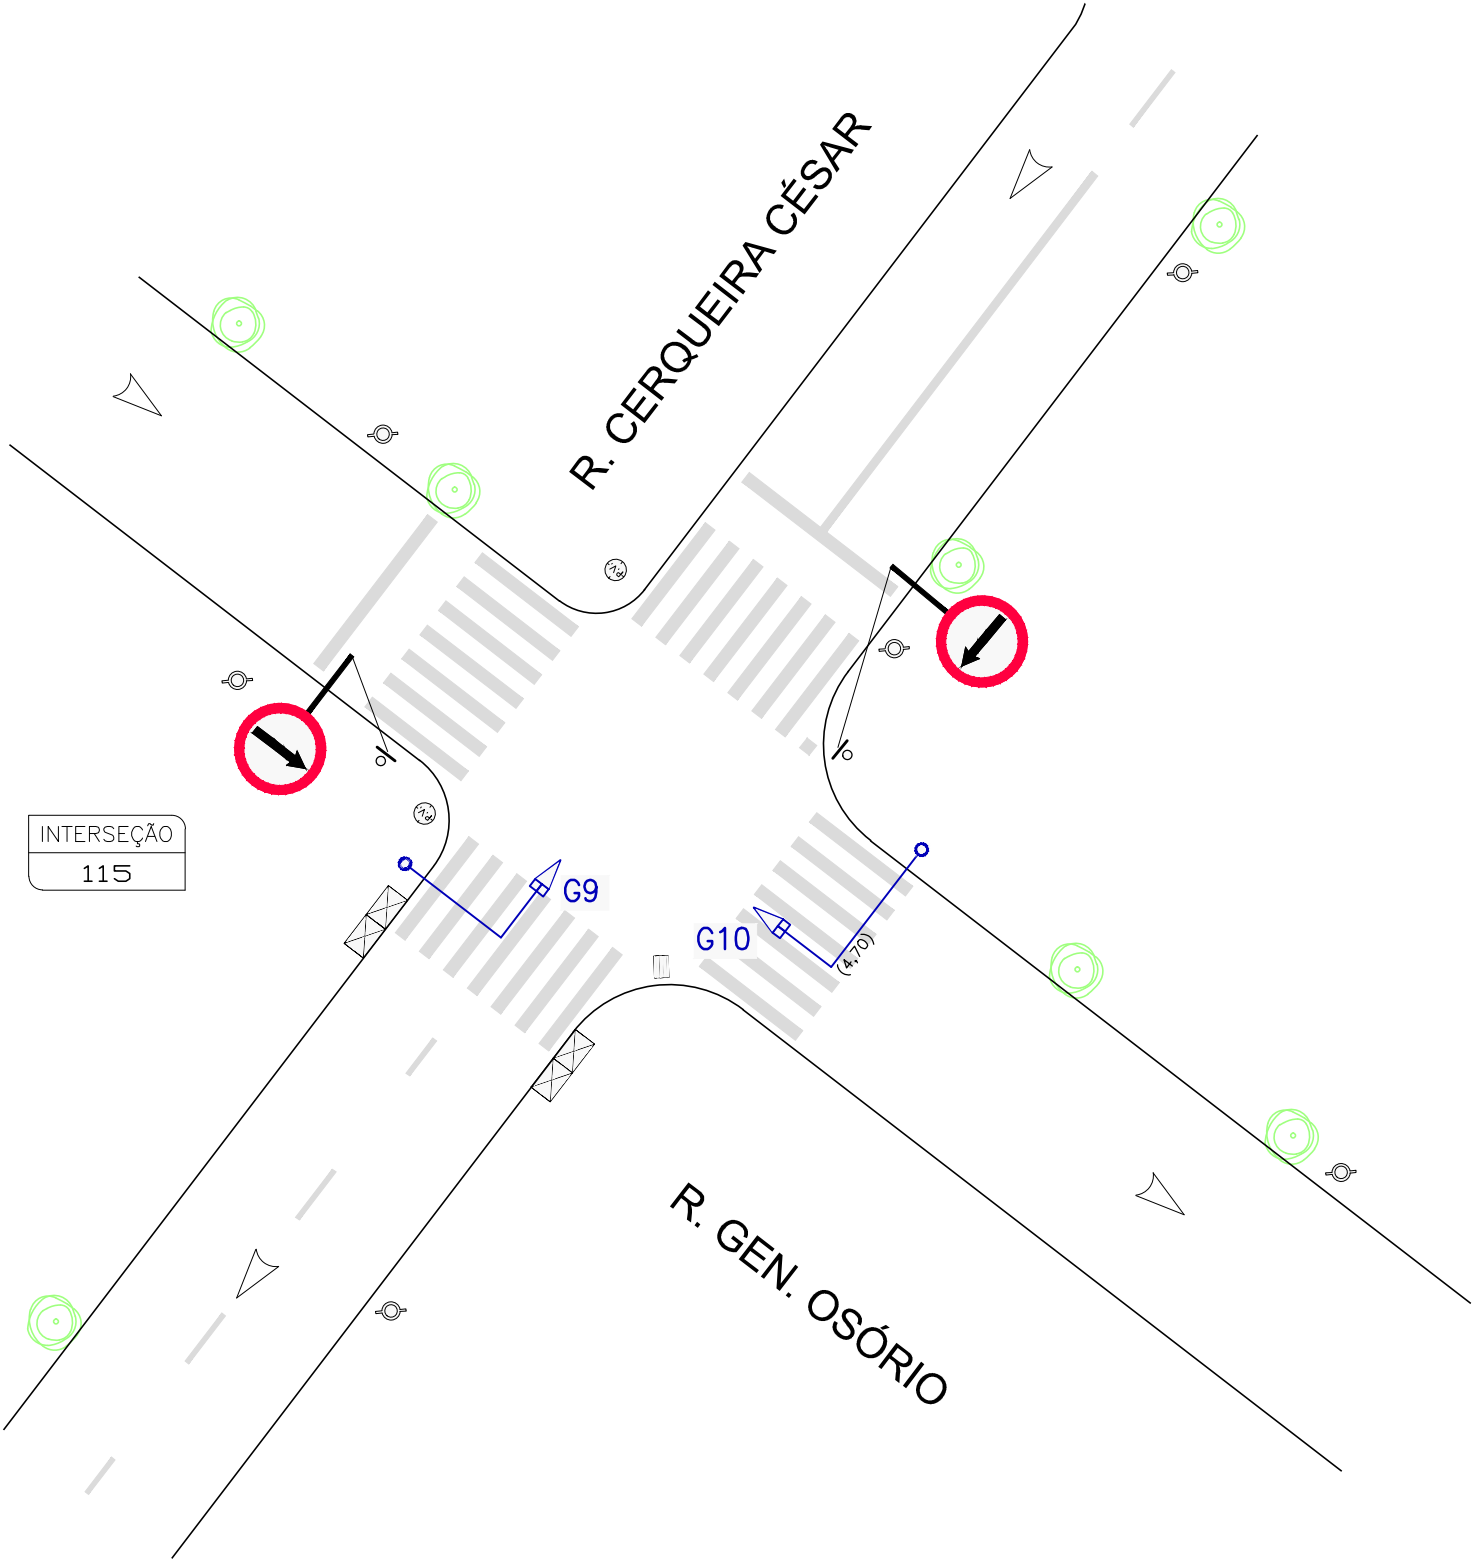 R. CERQUEIRA CÉSAR
P.V.
P.V.
INTERSEÇÃO
115
G9
G10
(4,70)
R. GEN. OSÓRIO